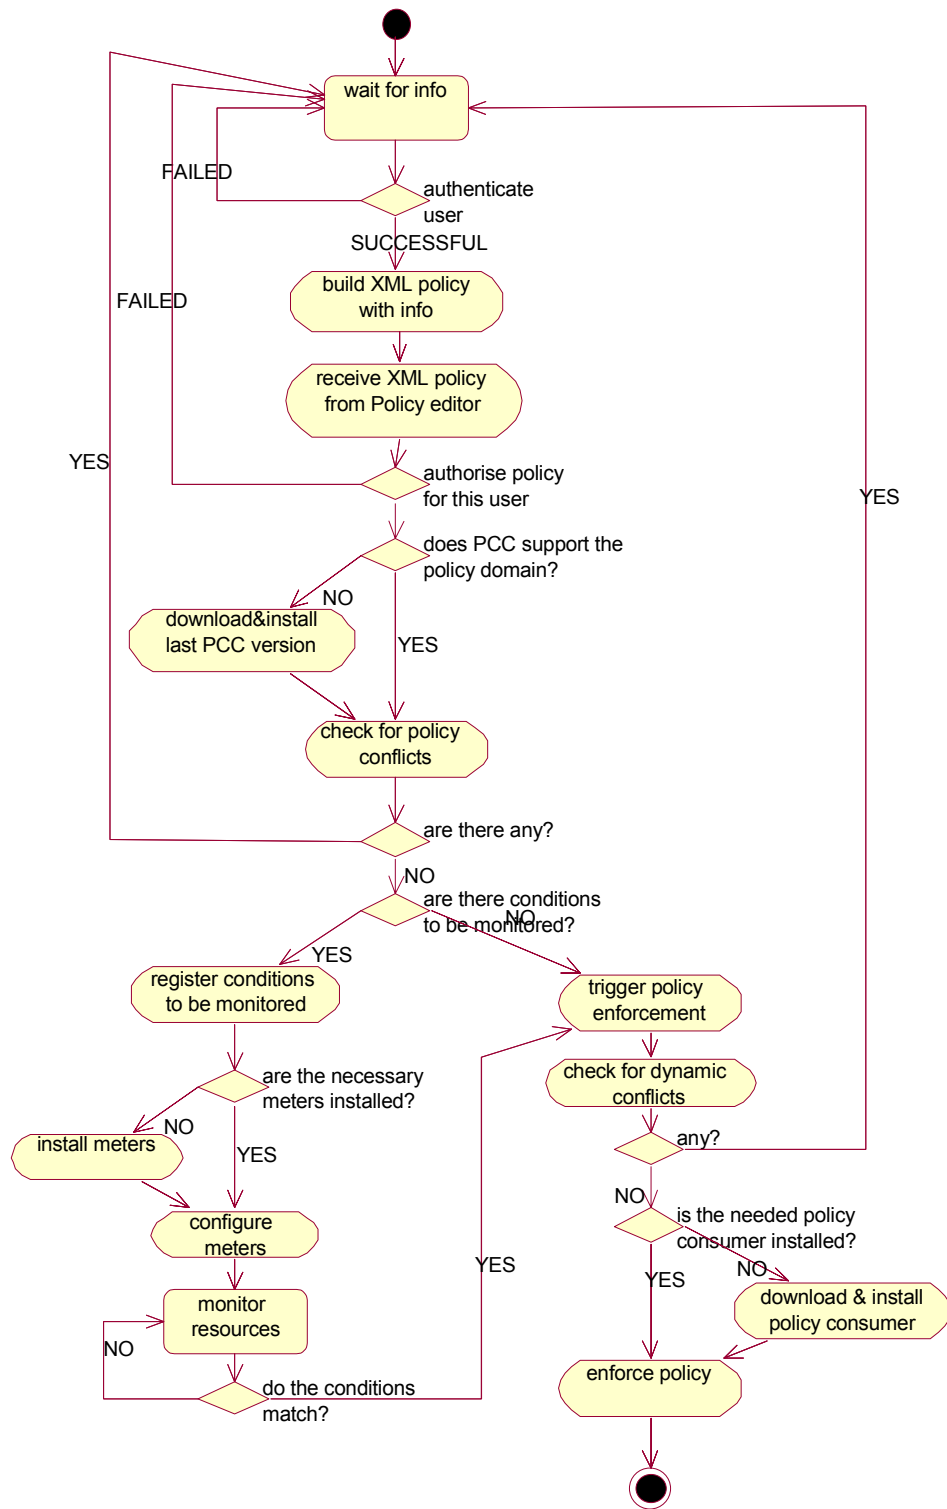 wait for info
FAILED
authenticate
user
SUCCESSFUL
build XML policy
with info
FAILED
receive XML policy
from Policy editor
YES
authorise policy
for this user
YES
does PCC support the
policy domain?
NO
download&install
last PCC version
YES
check for policy
conflicts
are there any?
NO
are there conditions
to be monitored?
NO
YES
register conditions
to be monitored
trigger policy
enforcement
are the necessary
meters installed?
check for dynamic
conflicts
NO
install meters
YES
any?
NO
configure
meters
is the needed policy
consumer installed?
YES
YES
NO
monitor
resources
download & install
policy consumer
NO
do the conditions
match?
enforce policy